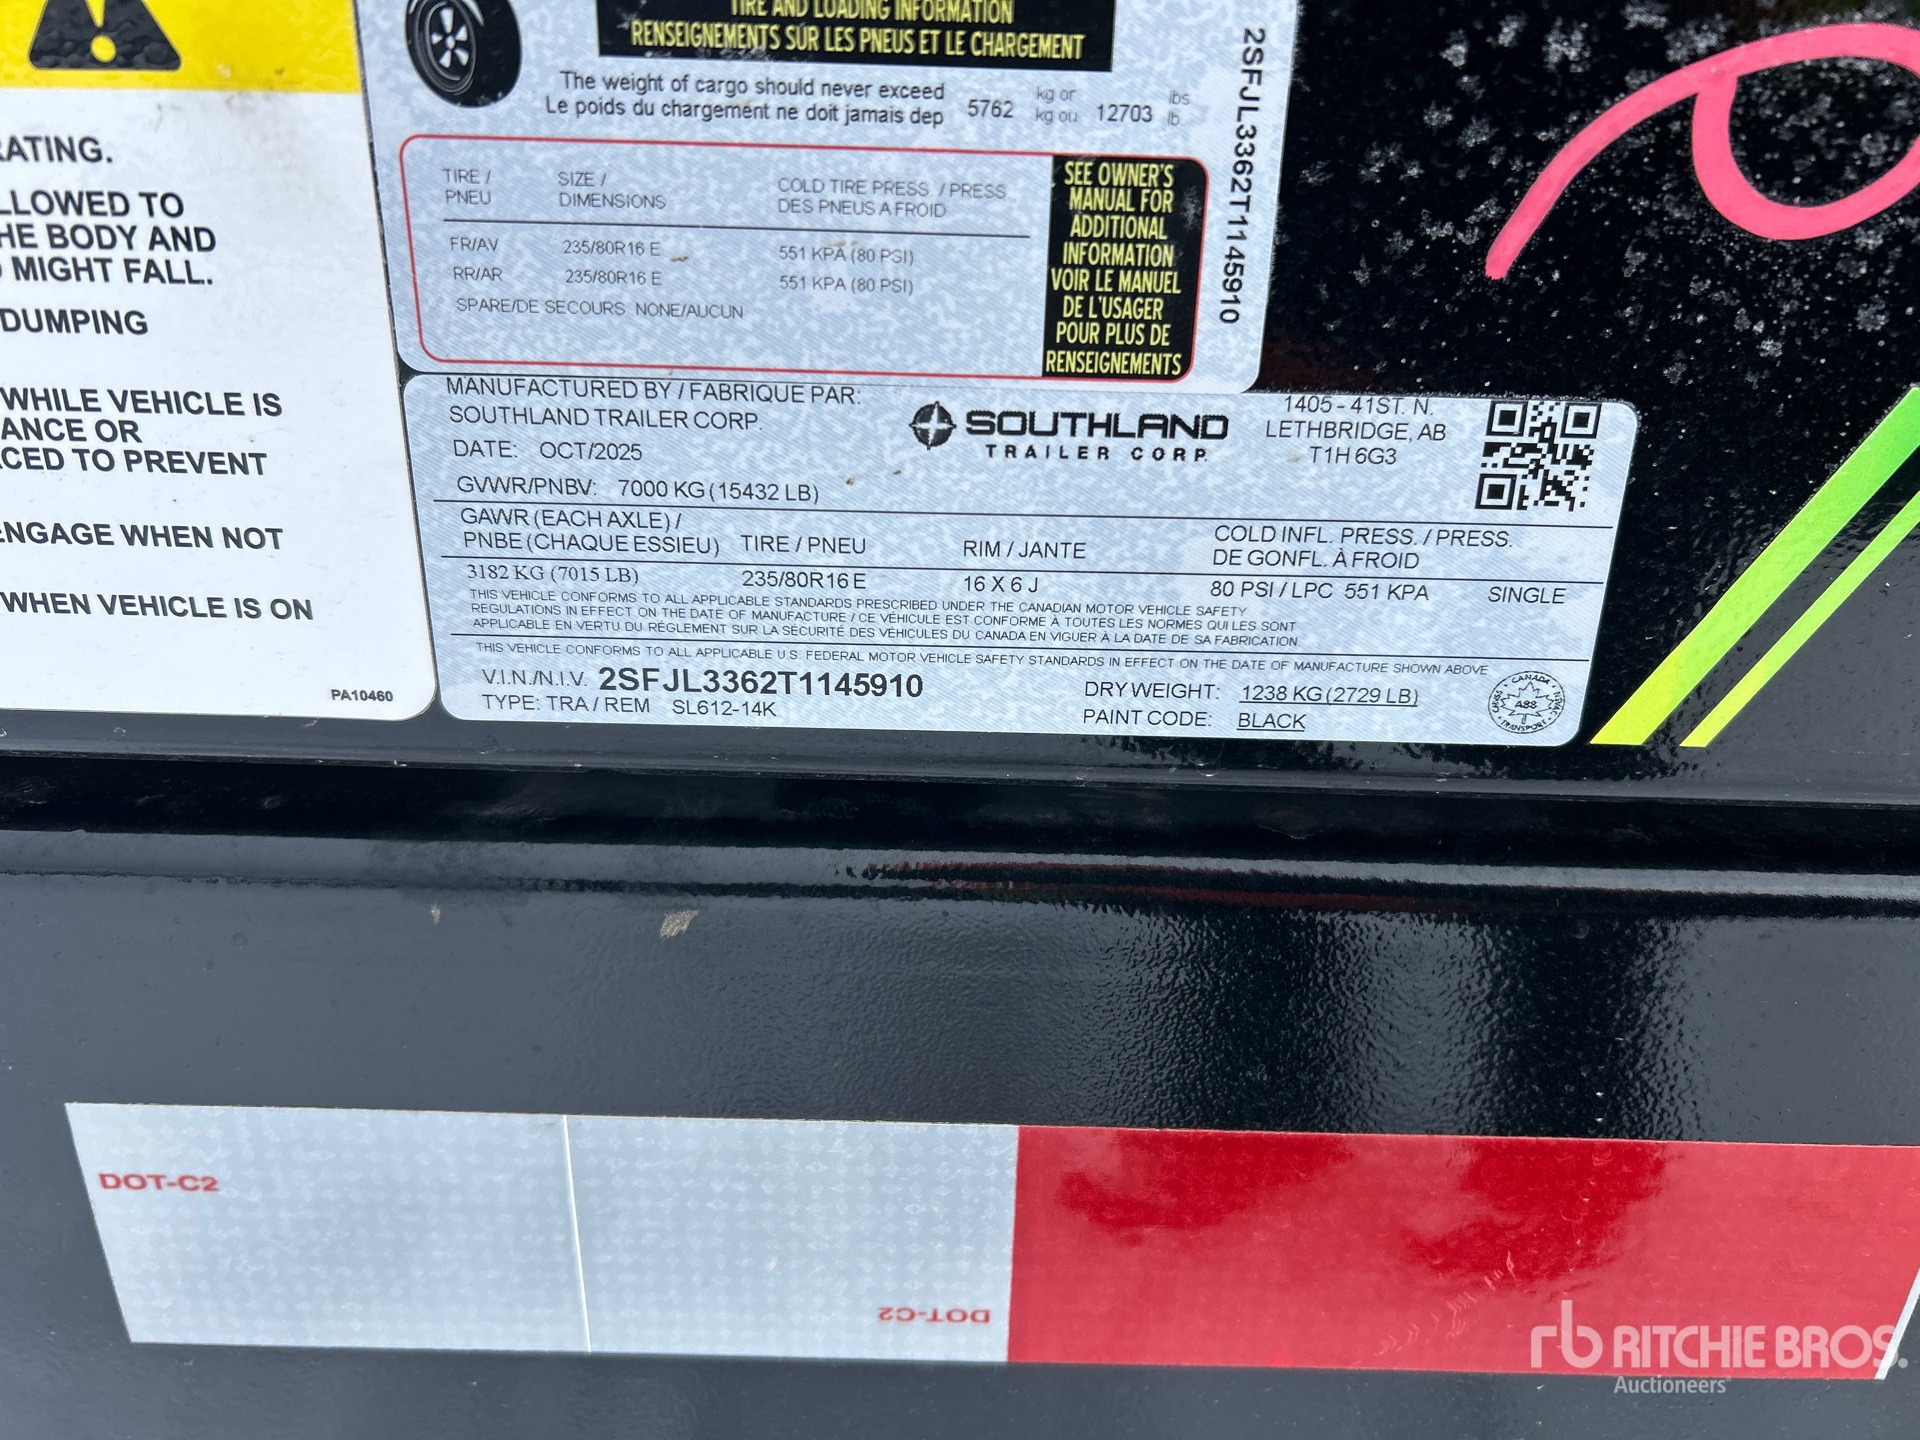 ATING.
LLOWED TO
HE BODY AND
MIGHT FALL.
DUMPING
WHILE VEHICLE IS
ANCE OR
CED TO PREVENT
ENGAGE WHEN NOT
WHEN VEHICLE IS ON
PA10460
TIRE AND LOADING INFORMATION
RENSEIGNEMENTS SUR LES PNEUS ET LE CHARGEMENT
The weight of cargo should never exceed
Le poids du chargement ne doit jamais dep
5762 kg or kg ou 12703 lbs. lb.
TIRE / PNEU SIZE / DIMENSIONS COLD TIRE PRESS. / PRESS DES PNEUS A FROID
FR/AV 235/80R16 E 551 KPA (80 PSI)
RR/AR 235/80R16 E 551 KPA (80 PSI)
SPARE/DE SECOURS NONE/AUCUN
SEE OWNER'S
MANUAL FOR
ADDITIONAL
INFORMATION
VOIR LE MANUEL
DE L'USAGER
POUR PLUS DE
RENSEIGNEMENTS
2SFJL3362T1145910
MANUFACTURED BY / FABRIQUE PAR:
SOUTHLAND TRAILER CORP.
DATE: OCT/2025
GVWR/PNBV: 7000 KG (15432 LB)
SOUTHLAND
TRAILER CORP.
1405 - 41ST. N.
LETHBRIDGE, AB
T1H 6G3
GAWR (EACH AXLE) /
PNBE (CHAQUE ESSIEU) TIRE / PNEU RIM / JANTE COLD INFL. PRESS. / PRESS.
DE GONFL. À FROID
3182 KG (7015 LB) 235/80R16 E 16 X 6 J 80 PSI / LPC 551 KPA SINGLE
THIS VEHICLE CONFORMS TO ALL APPLICABLE STANDARDS PRESCRIBED UNDER THE CANADIAN MOTOR VEHICLE SAFETY
REGULATIONS IN EFFECT ON THE DATE OF MANUFACTURE / CE VÉHICULE EST CONFORME À TOUTES LES NORMES QUI LES SONT
APPLICABLE EN VERTU DU RÉGLEMENT SUR LA SÉCURITÉ DES VÉHICULES DU CANADA EN VIGUER À LA DATE DE SA FABRICATION.
THIS VEHICLE CONFORMS TO ALL APPLICABLE U.S. FEDERAL MOTOR VEHICLE SAFETY STANDARDS IN EFFECT ON THE DATE OF MANUFACTURE SHOWN ABOVE
V.I.N./N.I.V. 2SFJL3362T1145910
TYPE: TRA / REM SL612-14K
DRY WEIGHT: 1238 KG (2729 LB)
PAINT CODE: BLACK
CANADA
TRANSPORT
DOT-C2
DOT-C2
rb RITCHIE BROS.
Auctioneers